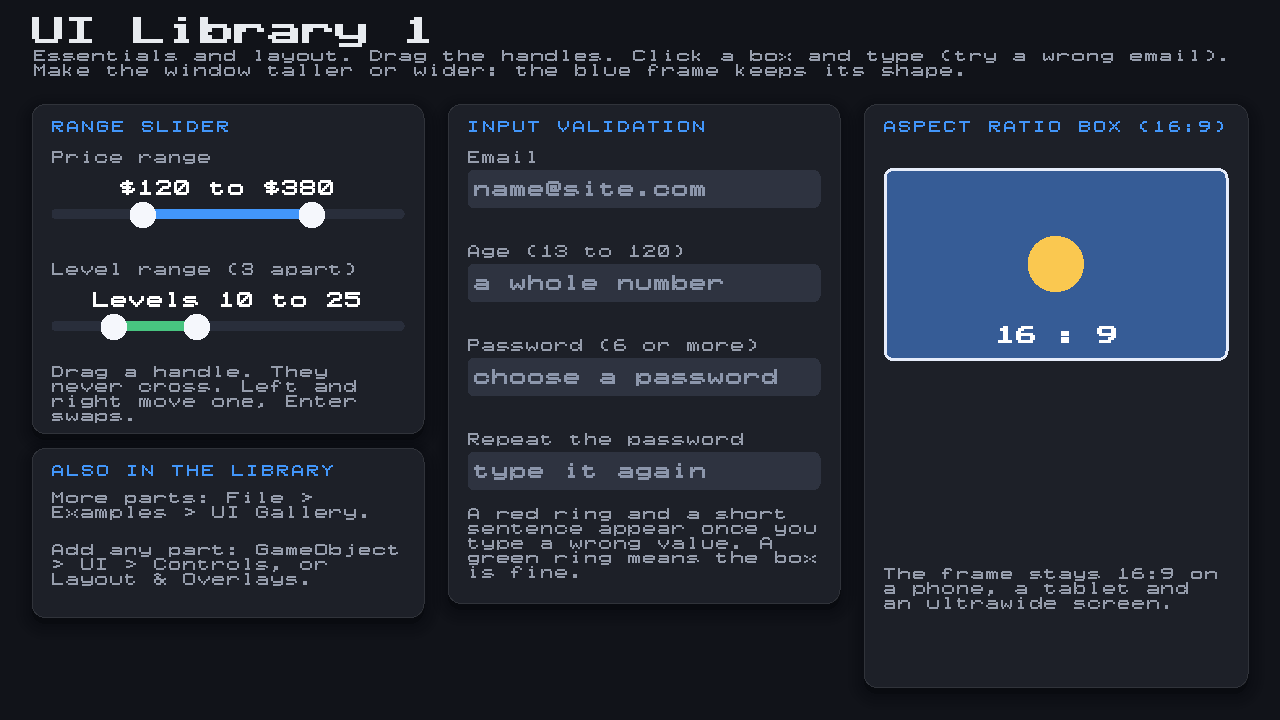 UI Library 1
Essentials and layout. Drag the handles. Click a box and type (try a wrong email).
Make the window taller or wider: the blue frame keeps its shape.
RANGE SLIDER
Price range
$120 to $380
Level range (3 apart)
Levels 10 to 25
Drag a handle. They
never cross. Left and
right move one, Enter
swaps.
ALSO IN THE LIBRARY
More parts: File >
Examples > UI Gallery.
Add any part: GameObject
> UI > Controls, or
Layout & Overlays.
INPUT VALIDATION
Email
name@site.com
Age (13 to 120)
a whole number
Password (6 or more)
choose a password
Repeat the password
type it again
A red ring and a short
sentence appear once you
type a wrong value. A
green ring means the box
is fine.
ASPECT RATIO BOX (16:9)
16 : 9
The frame stays 16:9 on
a phone, a tablet and
an ultrawide screen.